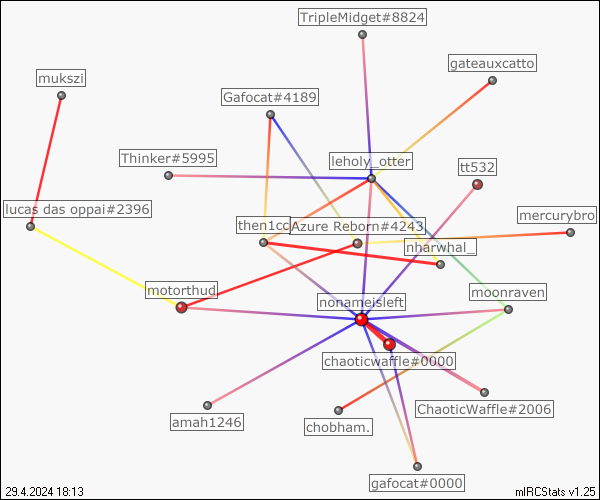 TripleMidget#8824
gateauxcatto
mukszi
Gafocat#4189
Thinker#5995
leholy_otter
tt532
lucas das oppai#2396
mercurybro
then1cc
Azure Reborn#4243
nharwhal_
motorthud
moonraven
nonameisleft
chaoticwaffle#0000
ChaoticWaffle#2006
amah1246
chobham.
gafocat#0000
29.4.2024 18:13
mIRCStats v1.25